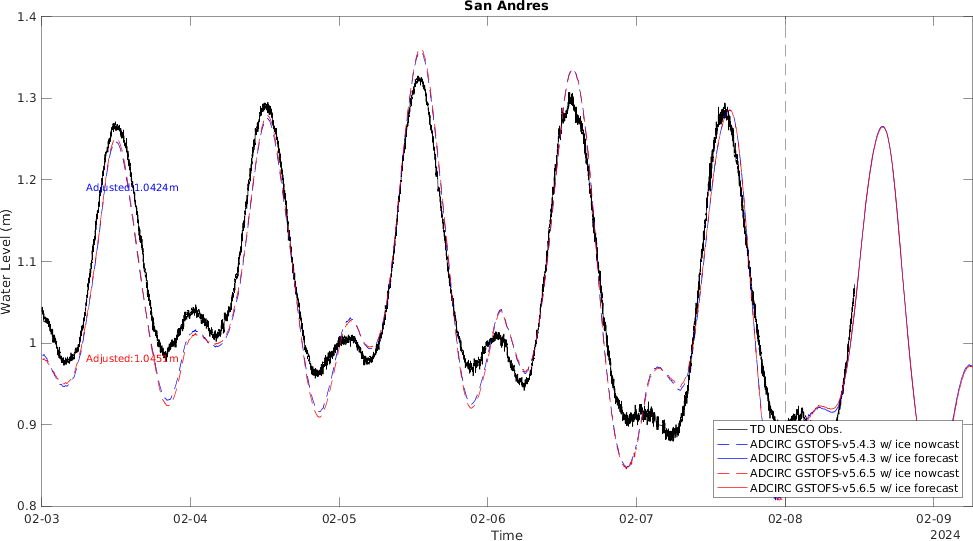 San Andres
1.4
1.3
1.2
1.1
1
0.9
0.8
Water Level (m)
Adjusted:1.0424m
TD UNESCO Obs.
ADCIRC GSTOFS-v5.4.3 w/ ice nowcast
ADCIRC GSTOFS-v5.4.3 w/ ice forecast
ADCIRC GSTOFS-v5.6.5 w/ ice nowcast
ADCIRC GSTOFS-v5.6.5 w/ ice forecast
02-03 02-04 02-05 02-06 02-07 02-08 02-09
Time
2024